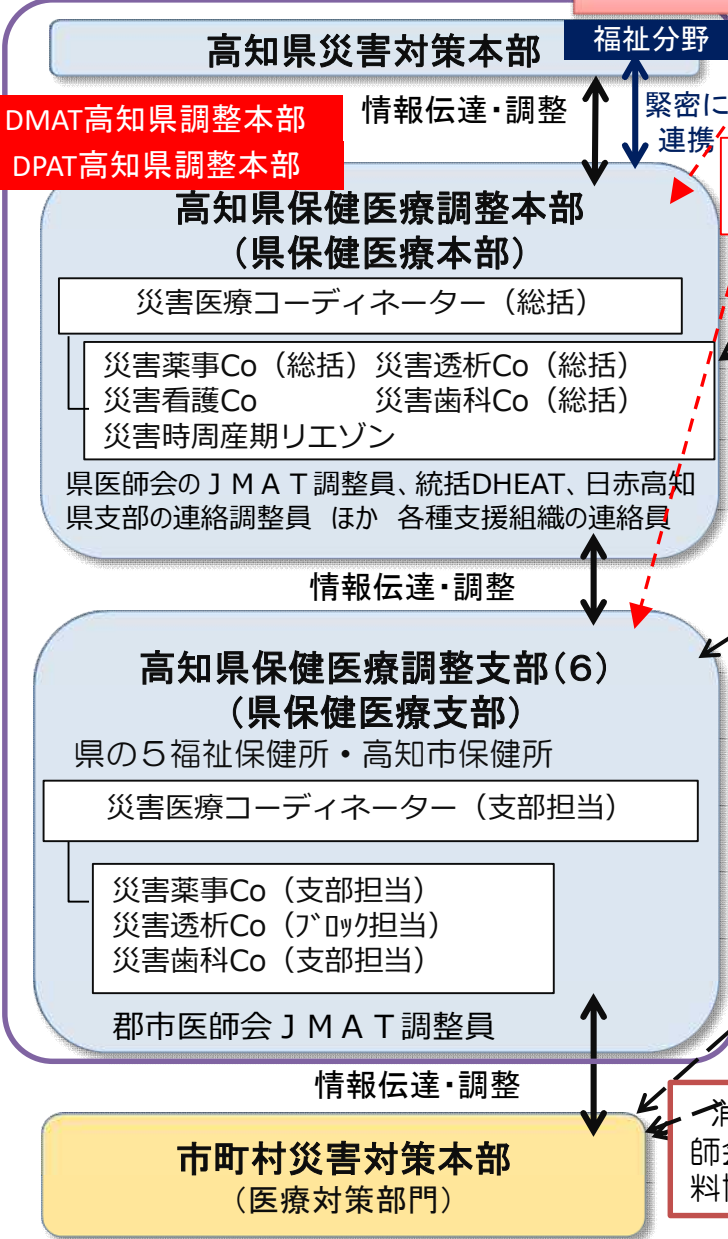 高知県災害対策本部
福祉分野
情報伝達・調整
緊密に
連携
DMAT高知県調整本部
DPAT高知県調整本部
高知県保健医療調整本部
（県保健医療本部）
災害医療コーディネーター（総括）
災害薬事Co（総括）災害透析Co（総括）
災害看護Co　　　　災害歯科Co（総括）
災害時周産期リエゾン
県医師会のＪＭＡＴ調整員、統括DHEAT、日赤高知
県支部の連絡調整員　ほか　各種支援組織の連絡員
情報伝達・調整
高知県保健医療調整支部(６)
（県保健医療支部）
県の５福祉保健所・高知市保健所
災害医療コーディネーター（支部担当）
災害薬事Co（支部担当）
災害透析Co（ﾌﾞﾛｯｸ担当）
災害歯科Co（支部担当）
郡市医師会ＪＭＡＴ調整員
情報伝達・調整
市町村災害対策本部
（医療対策部門）
師会
料